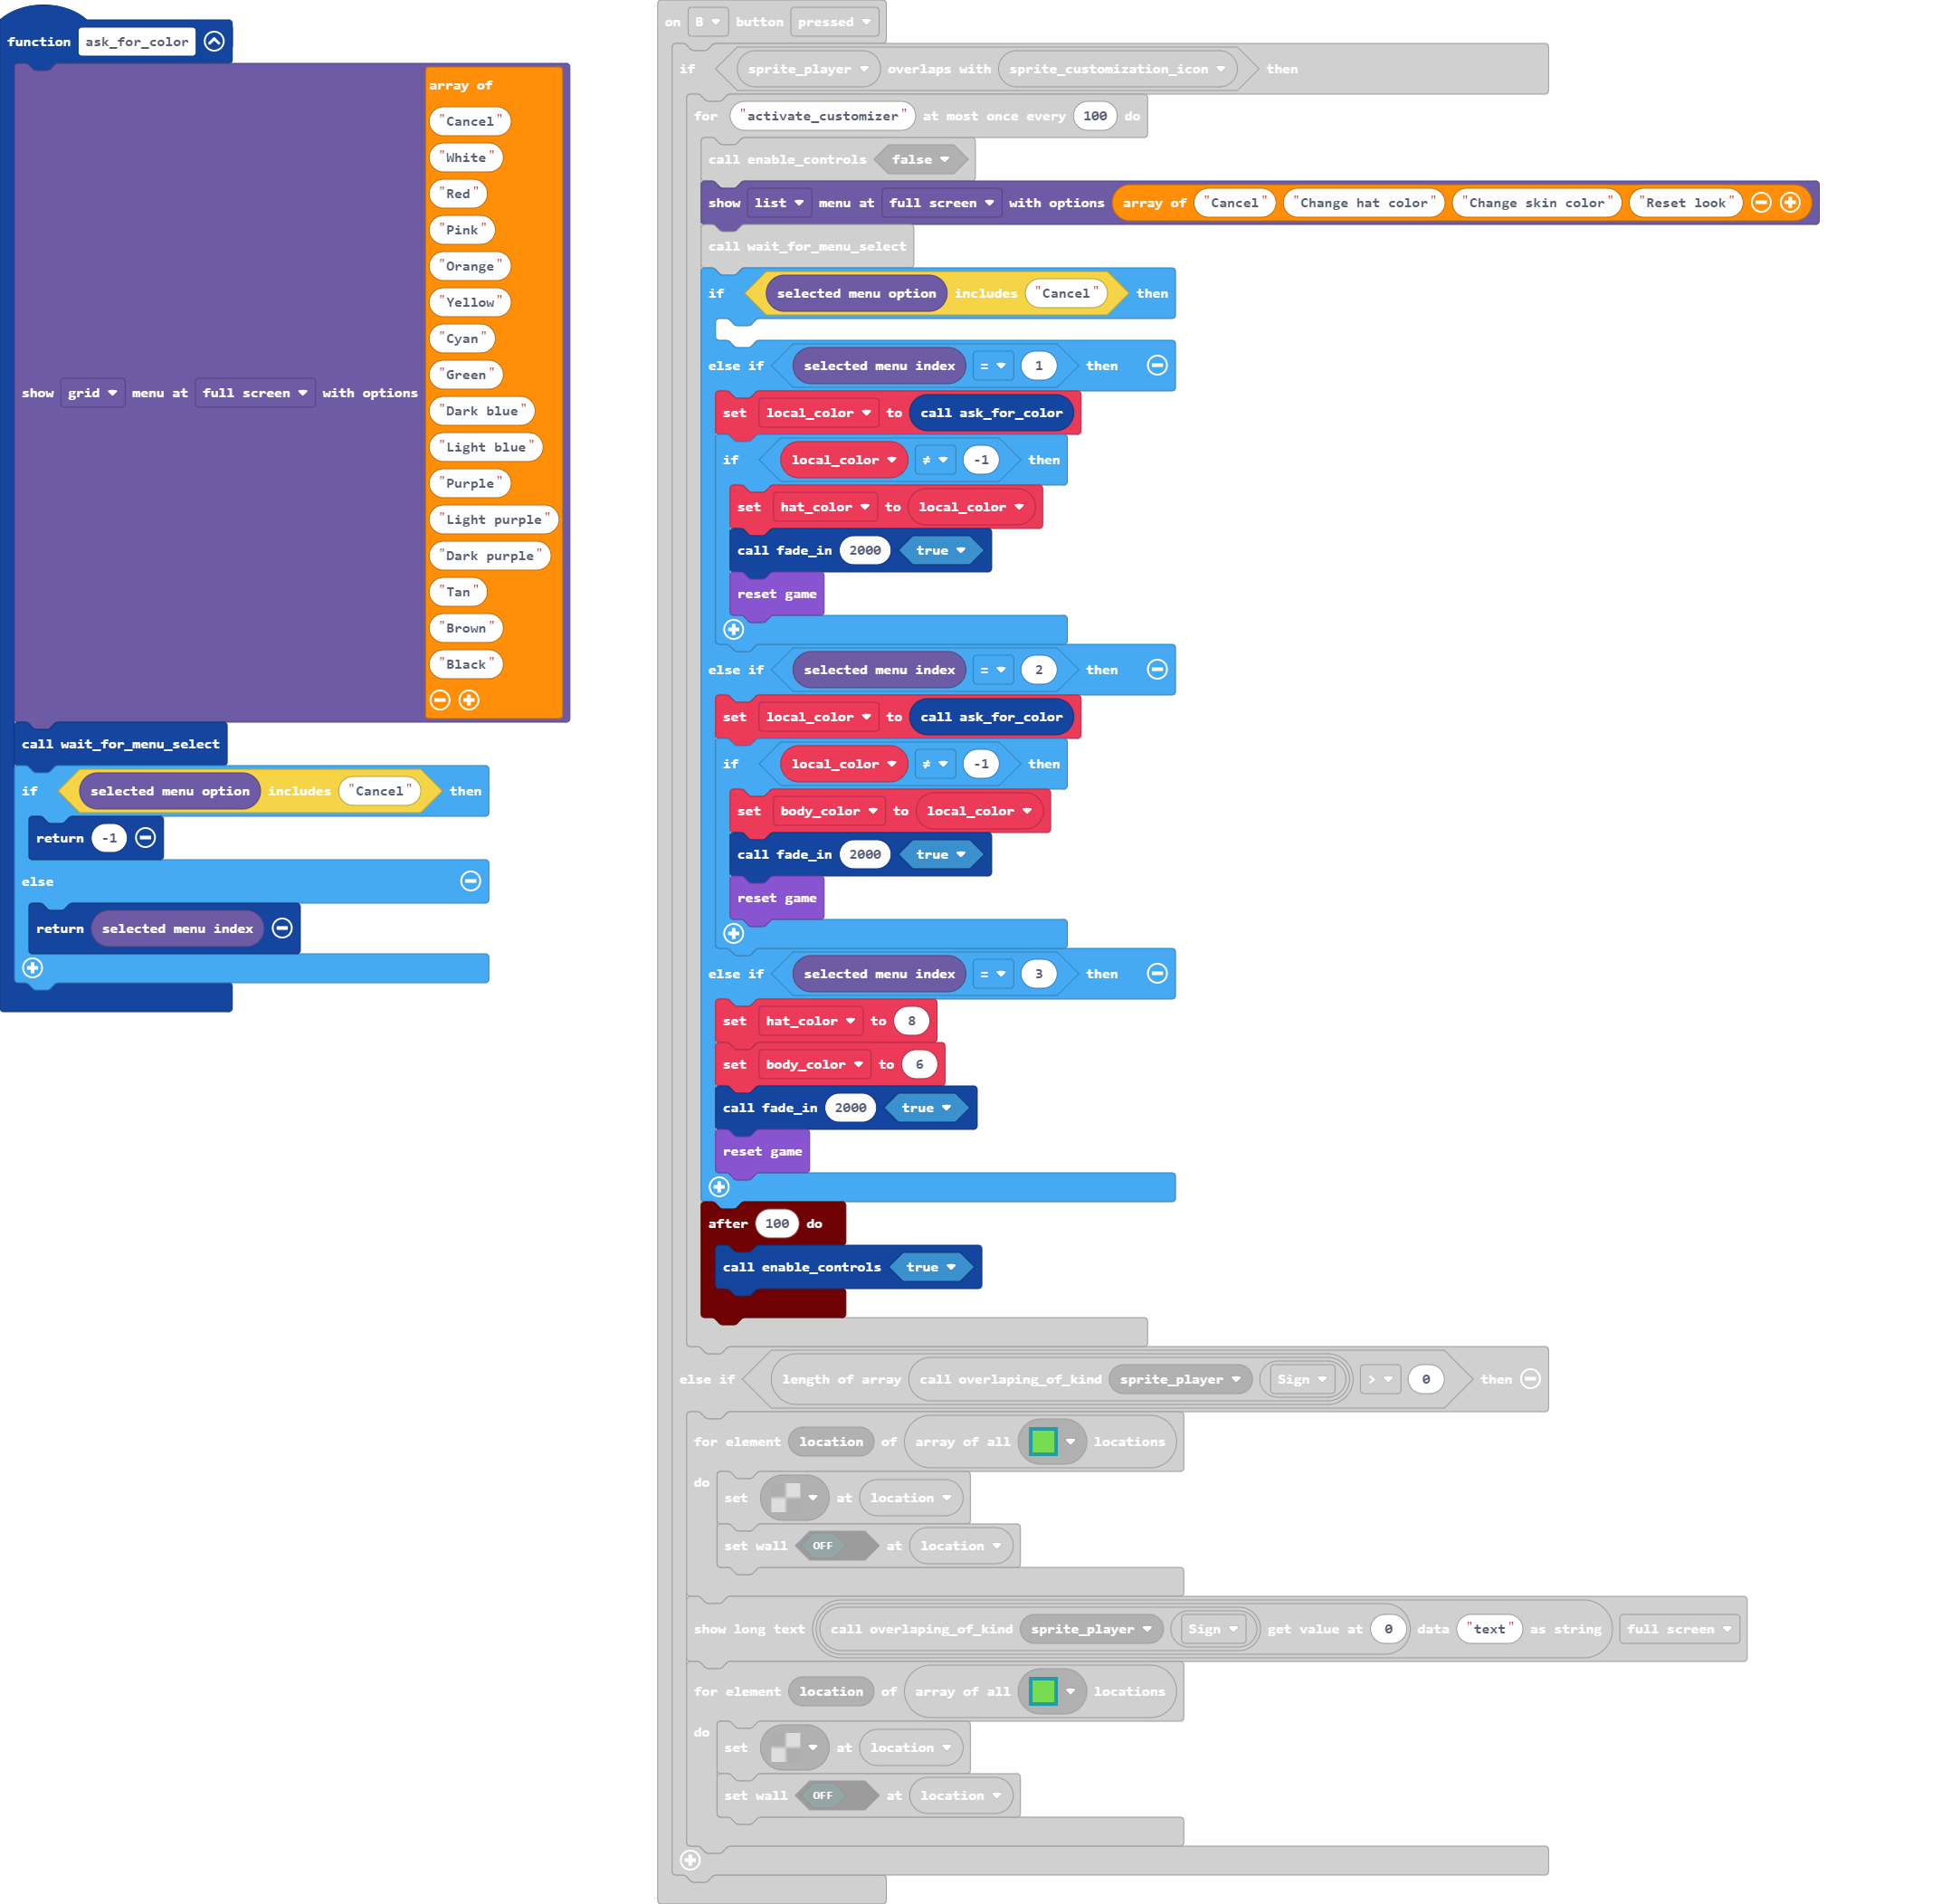 function ask_for_color
array of
"Cancel"
"White"
"Red"
"Pink"
"Orange"
"Yellow"
"Cyan"
"Green"
show grid menu at full screen with options
"Dark blue"
"Light blue"
"Purple"
"Light purple"
"Dark purple"
"Tan"
"Brown"
"Black"
call wait_for_menu_select
if selected menu option includes "Cancel" then
return -1
else
return selected menu index
on B button pressed
if sprite_player overlaps with sprite_customization_icon then
for "activate_customizer" at most once every 100 do
call enable_controls false
show list menu at full screen with options array of "Cancel" "Change hat color" "Change skin color" "Reset look"
call wait_for_menu_select
if selected menu option includes "Cancel" then
else if selected menu index = 1 then
set local_color to call ask_for_color
if local_color ≠ -1 then
set hat_color to local_color
call fade_in 2000 true
reset game
else if selected menu index = 2 then
set local_color to call ask_for_color
if local_color ≠ -1 then
set body_color to local_color
call fade_in 2000 true
reset game
else if selected menu index = 3 then
set hat_color to 8
set body_color to 6
call fade_in 2000 true
reset game
after 100 do
call enable_controls true
else if length of array call overlaping_of_kind sprite_player Sign > 0 then
for element location of array of all locations
do
set at location
set wall OFF at location
show long text call overlaping_of_kind sprite_player Sign get value at 0 data "text" as string full screen
for element location of array of all locations
do
set at location
set wall OFF at location